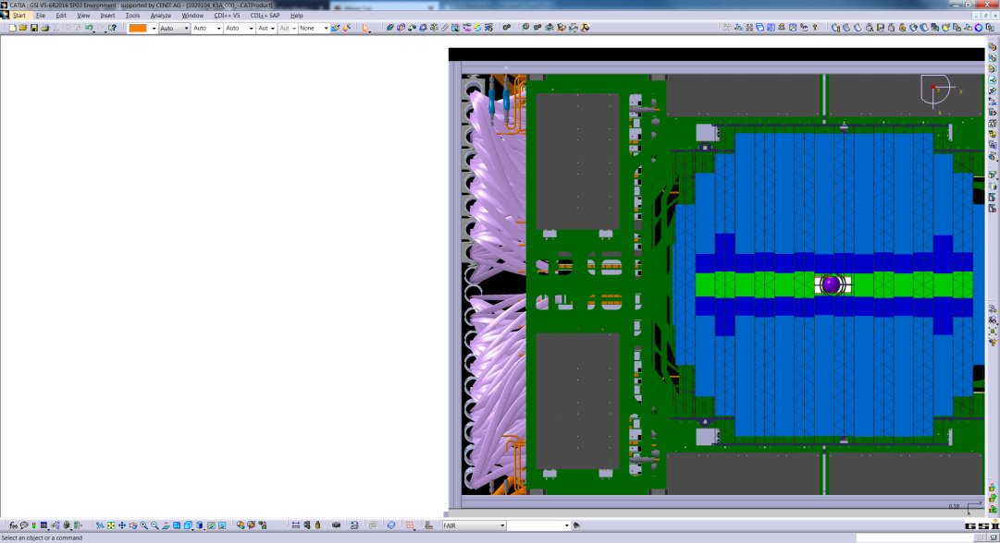 CATIA : GSI V5-6R2016 SP03 Environment : supported by CENIT AG - [1029104_KSA_000_-.CATProduct]
Start File Edit View Insert Tools Analyze Window CDI++ V5 CDI£+ SAP Help
Auto Auto Auto Aut Aut None
z
y
0.18
FAIR
GSI
Select an object or a command